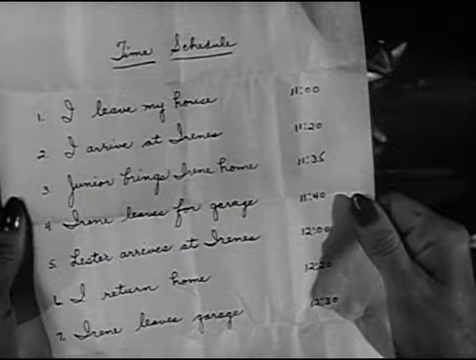 Time Schedule
1. I leave my house 11:00
2. I arrive at Irenes 11:20
3. Junior brings Irene home 11:35
4 Irene leaves for garage 11:40
5. Lester arrives at Irenes 12:00
6. I return home 12:20
7. Irene leaves garage 12:30